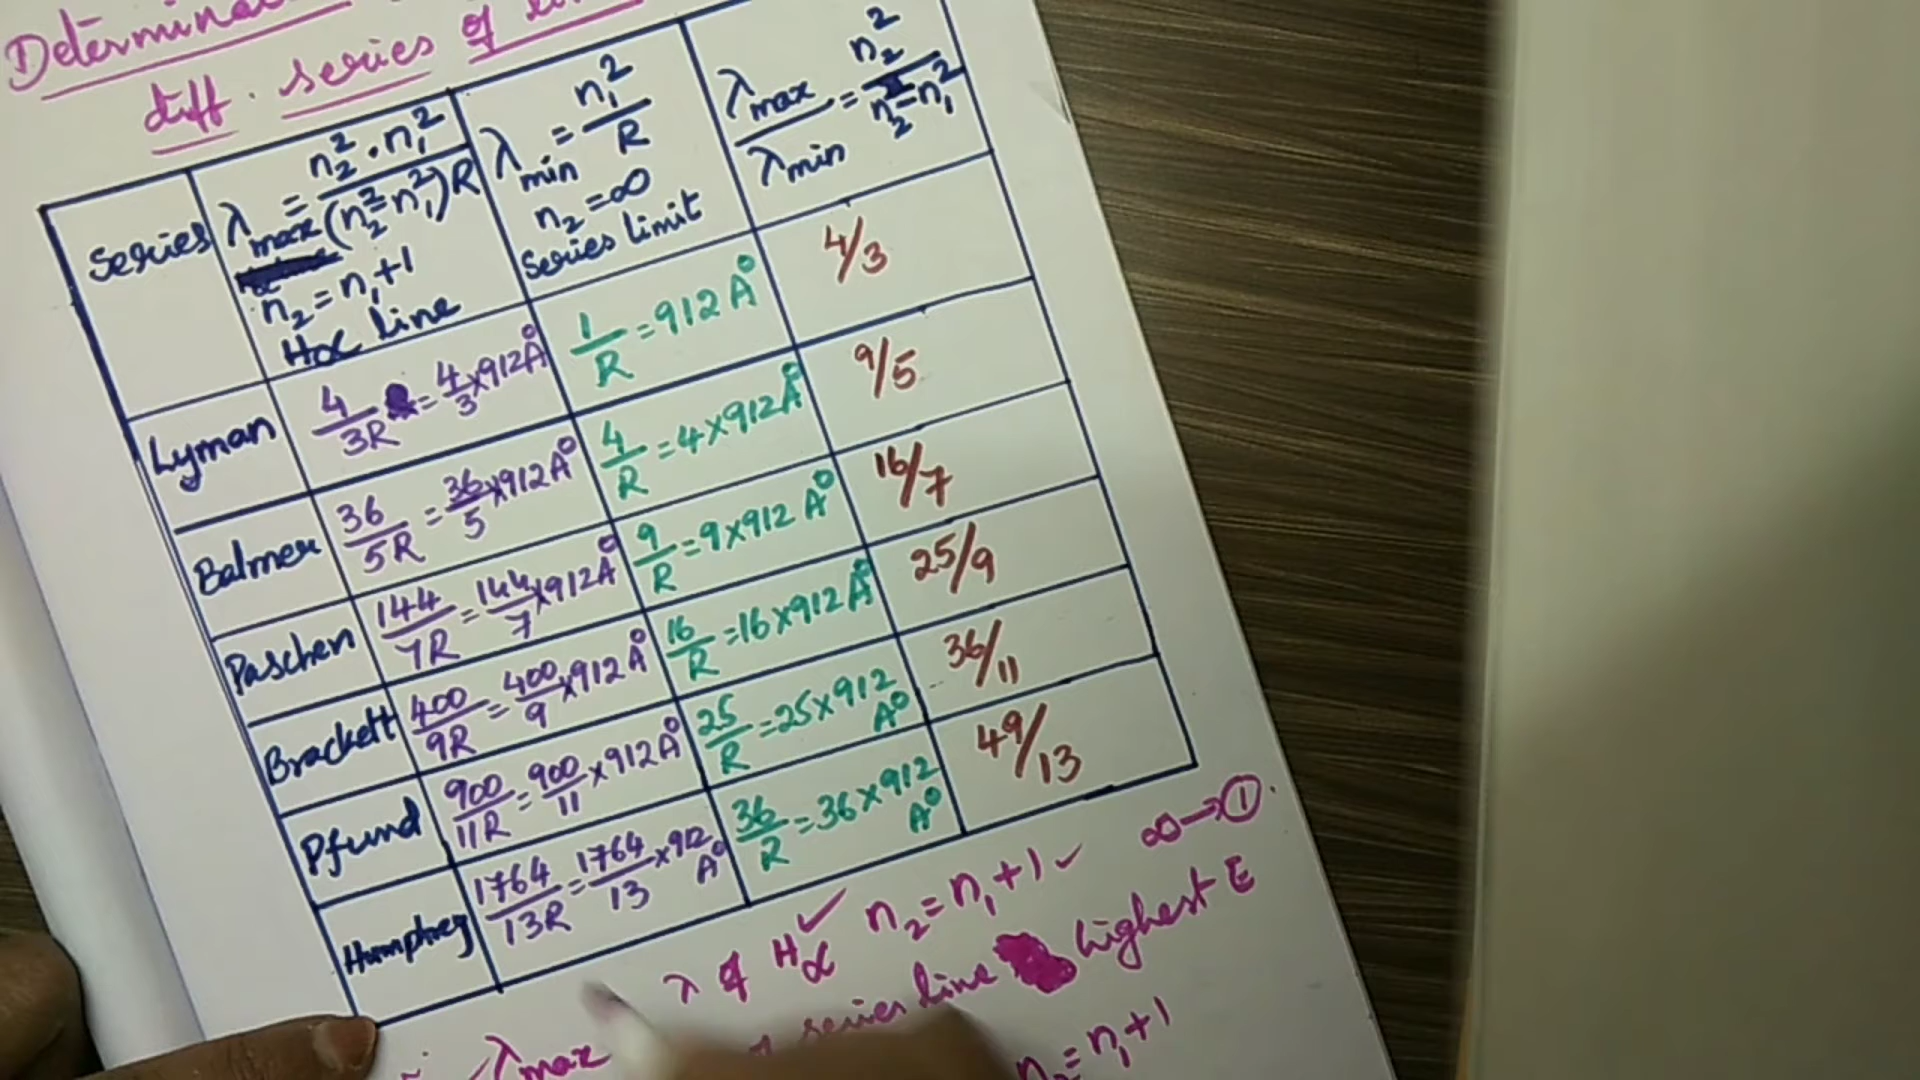 Determina
diff. series of
Series
λmax = n₂². n₁² / (n₂² - n₁²) R
n₂ = n₁ + 1
Hα line
λmin = n₁² / R
n₂ = ∞
Series limit
λmax / λmin = n₂² / n₂² - n₁²
Lyman 4/3R = 4/3 × 912 A° 1/R = 912 A° 4/3
Balmer 36/5R = 36/5 × 912 A° 4/R = 4 × 912 A° 9/5
Paschen 144/7R = 144/7 × 912 A° 9/R = 9 × 912 A° 16/7
Brackett 400/9R = 400/9 × 912 A° 16/R = 16 × 912 A° 25/9
Pfund 900/11R = 900/11 × 912 A° 25/R = 25 × 912 A° 36/11
Humphrey 1764/13R = 1764/13 × 912 A° 36/R = 36 × 912 A° 49/13
λ of Hα ✓ n₂ = n₁ + 1 ✓ ∞ → ①.
λmax of series line highest E
n₂ = n₁ + 1